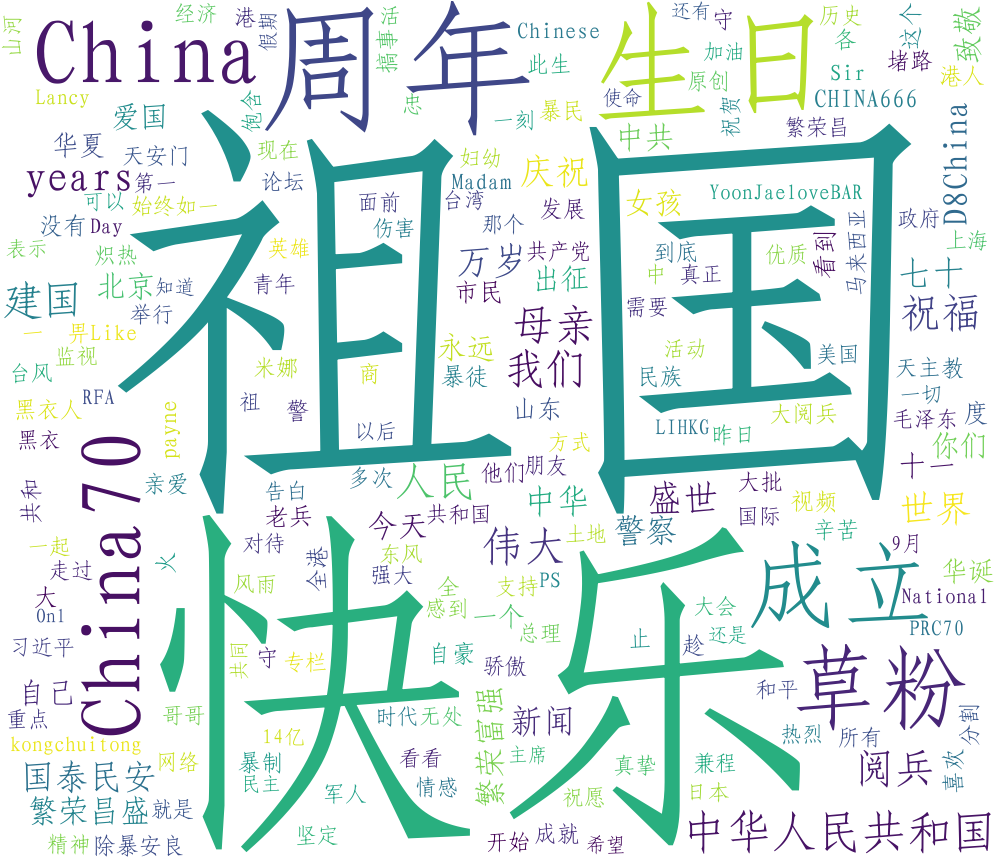 山河
经济
港
假期
活
搞事
China
周年
Chinese
还有
守
生日
历史
各
这个
致敬
此生
加油
堵路
Lancy
饱含
忠
原创
Sir
港人
爱国
一刻
暴民
使命
祝贺
CHINA666
华夏
天安门
现在
妇幼
庆祝
中共
繁荣昌
D8China
years
第一
论坛
Madam
祖国
面前
台湾
女孩
YoonJaeloveBAR
可以
始终如一
没有
Day
伤害
那个
发展
政府
表示
炽热
英雄
万岁
共产党
到底
优质
看到
马来西亚
上海
北京
知道
青年
市民
出征
中
真正
七十
建国
举行
需要
祝福
一
畀Like
母亲
监视
永远
我们
活动
美国
台风
米娜
商
暴徒
民族
天主教
RFA
一切
黑衣人
payne
祖
警
山东
大阅兵
毛泽东
度
黑衣
以后
LIHKG
昨日
方式
你们
China70
多次
人民
他们
朋友
十一
共和
亲爱
告白
中华
盛世
大批
视频
世界
老兵
今天
共和国
国际
快乐
伟大
土地
警察
辛苦
一起
火
对待
全港
东风
9月
走过
强大
成立
华诞
风雨
全
支持
PS
大
感到
一个
大会
National
Onl
总理
止
趁
还是
PRC70
习近平
共同
守
专栏
自豪
骄傲
草粉
自己
和平
重点
哥哥
时代
无处
繁荣富强
新闻
热烈
所有
分割
kongchuitong
14亿
网络
暴制
看看
主席
真挚
兼程
阅兵
喜欢
国泰民安
民主
情感
日本
繁荣昌盛
就是
军人
祝愿
精神
除暴安良
坚定
开始
成就
希望
中华人民共和国